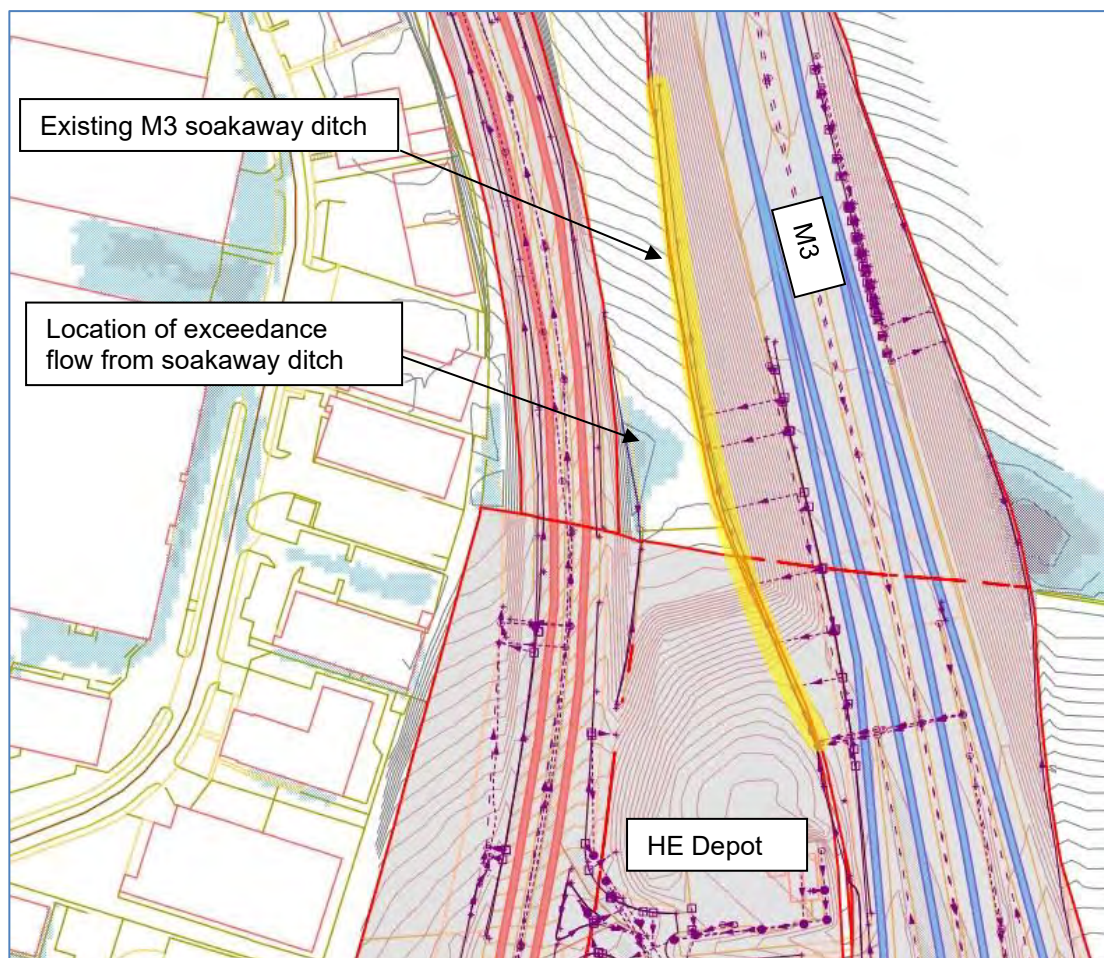 Existing M3 soakaway ditch
M3
Location of exceedance
flow from soakaway ditch
HE Depot